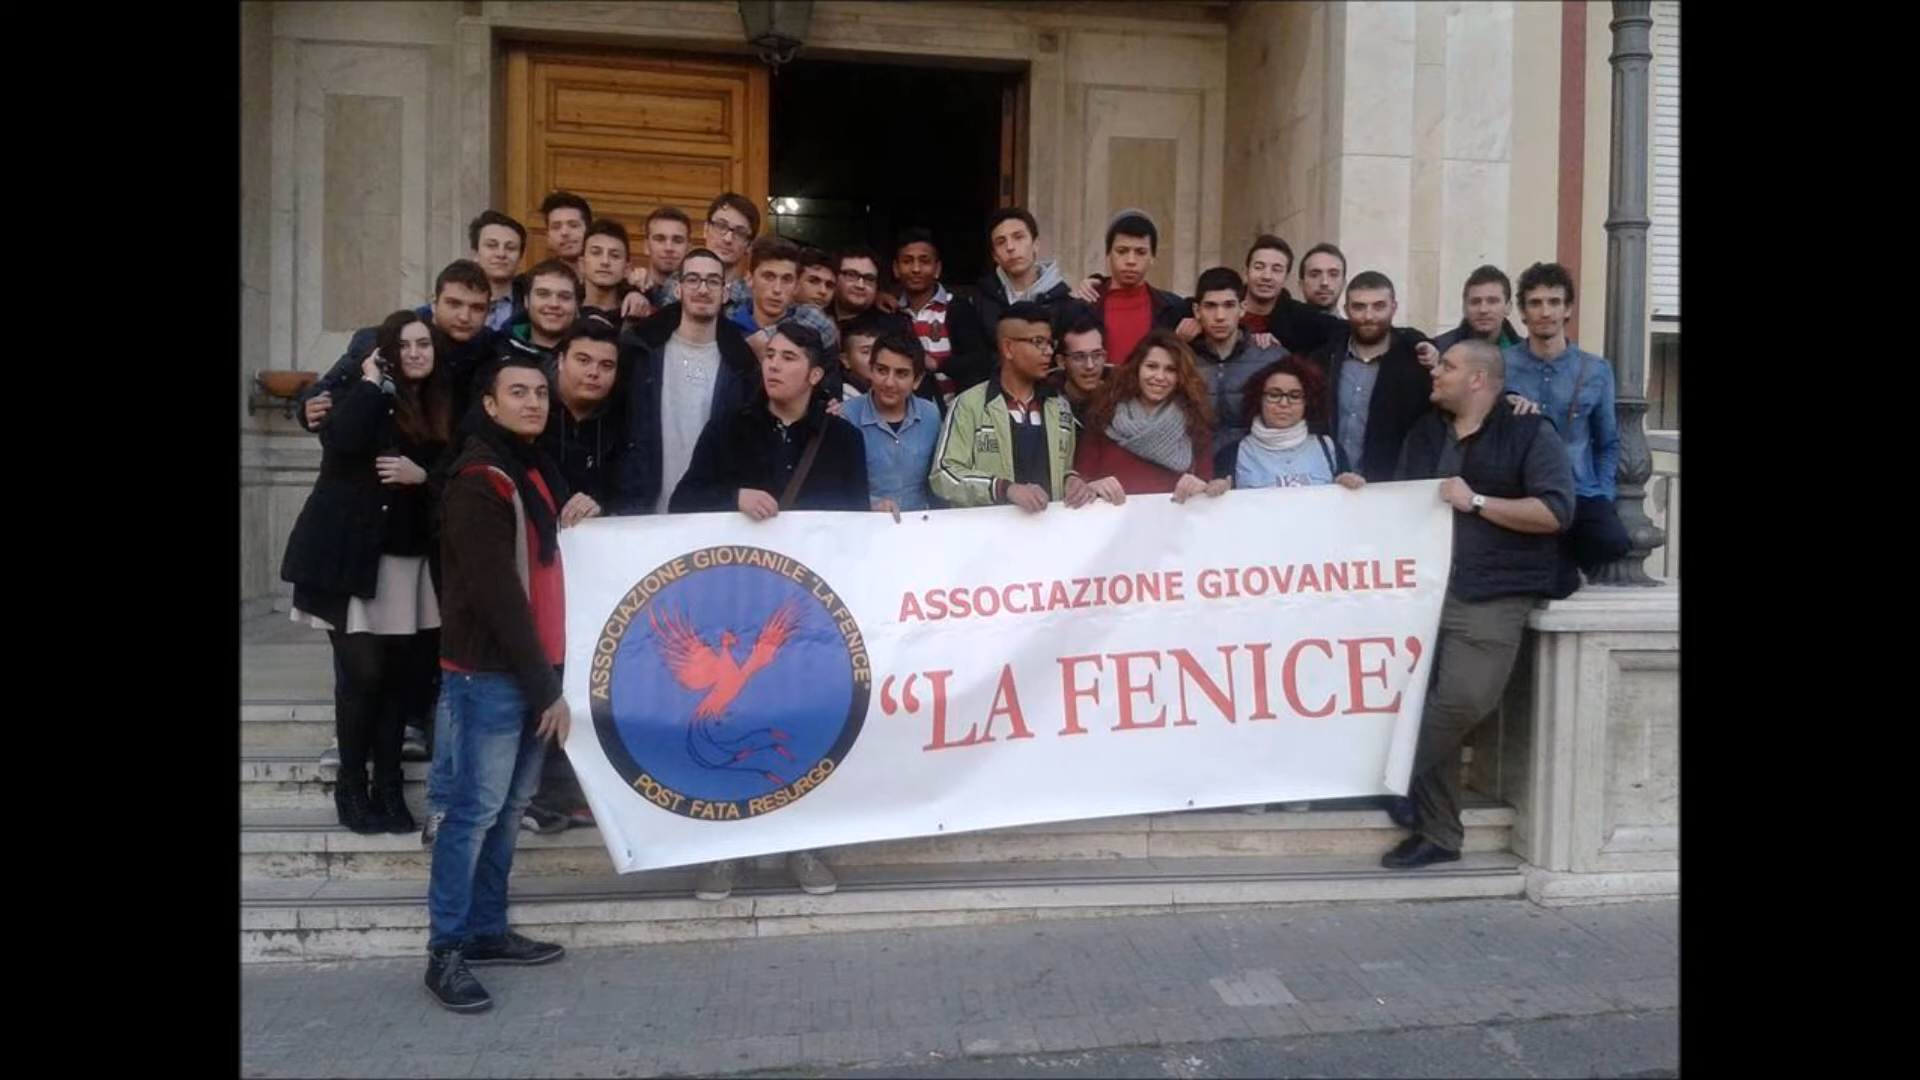 ASSOCIAZIONE GIOVANILE "LA FENICE"
POST FATA RESURGO
ASSOCIAZIONE GIOVANILE
“LA FENICE’